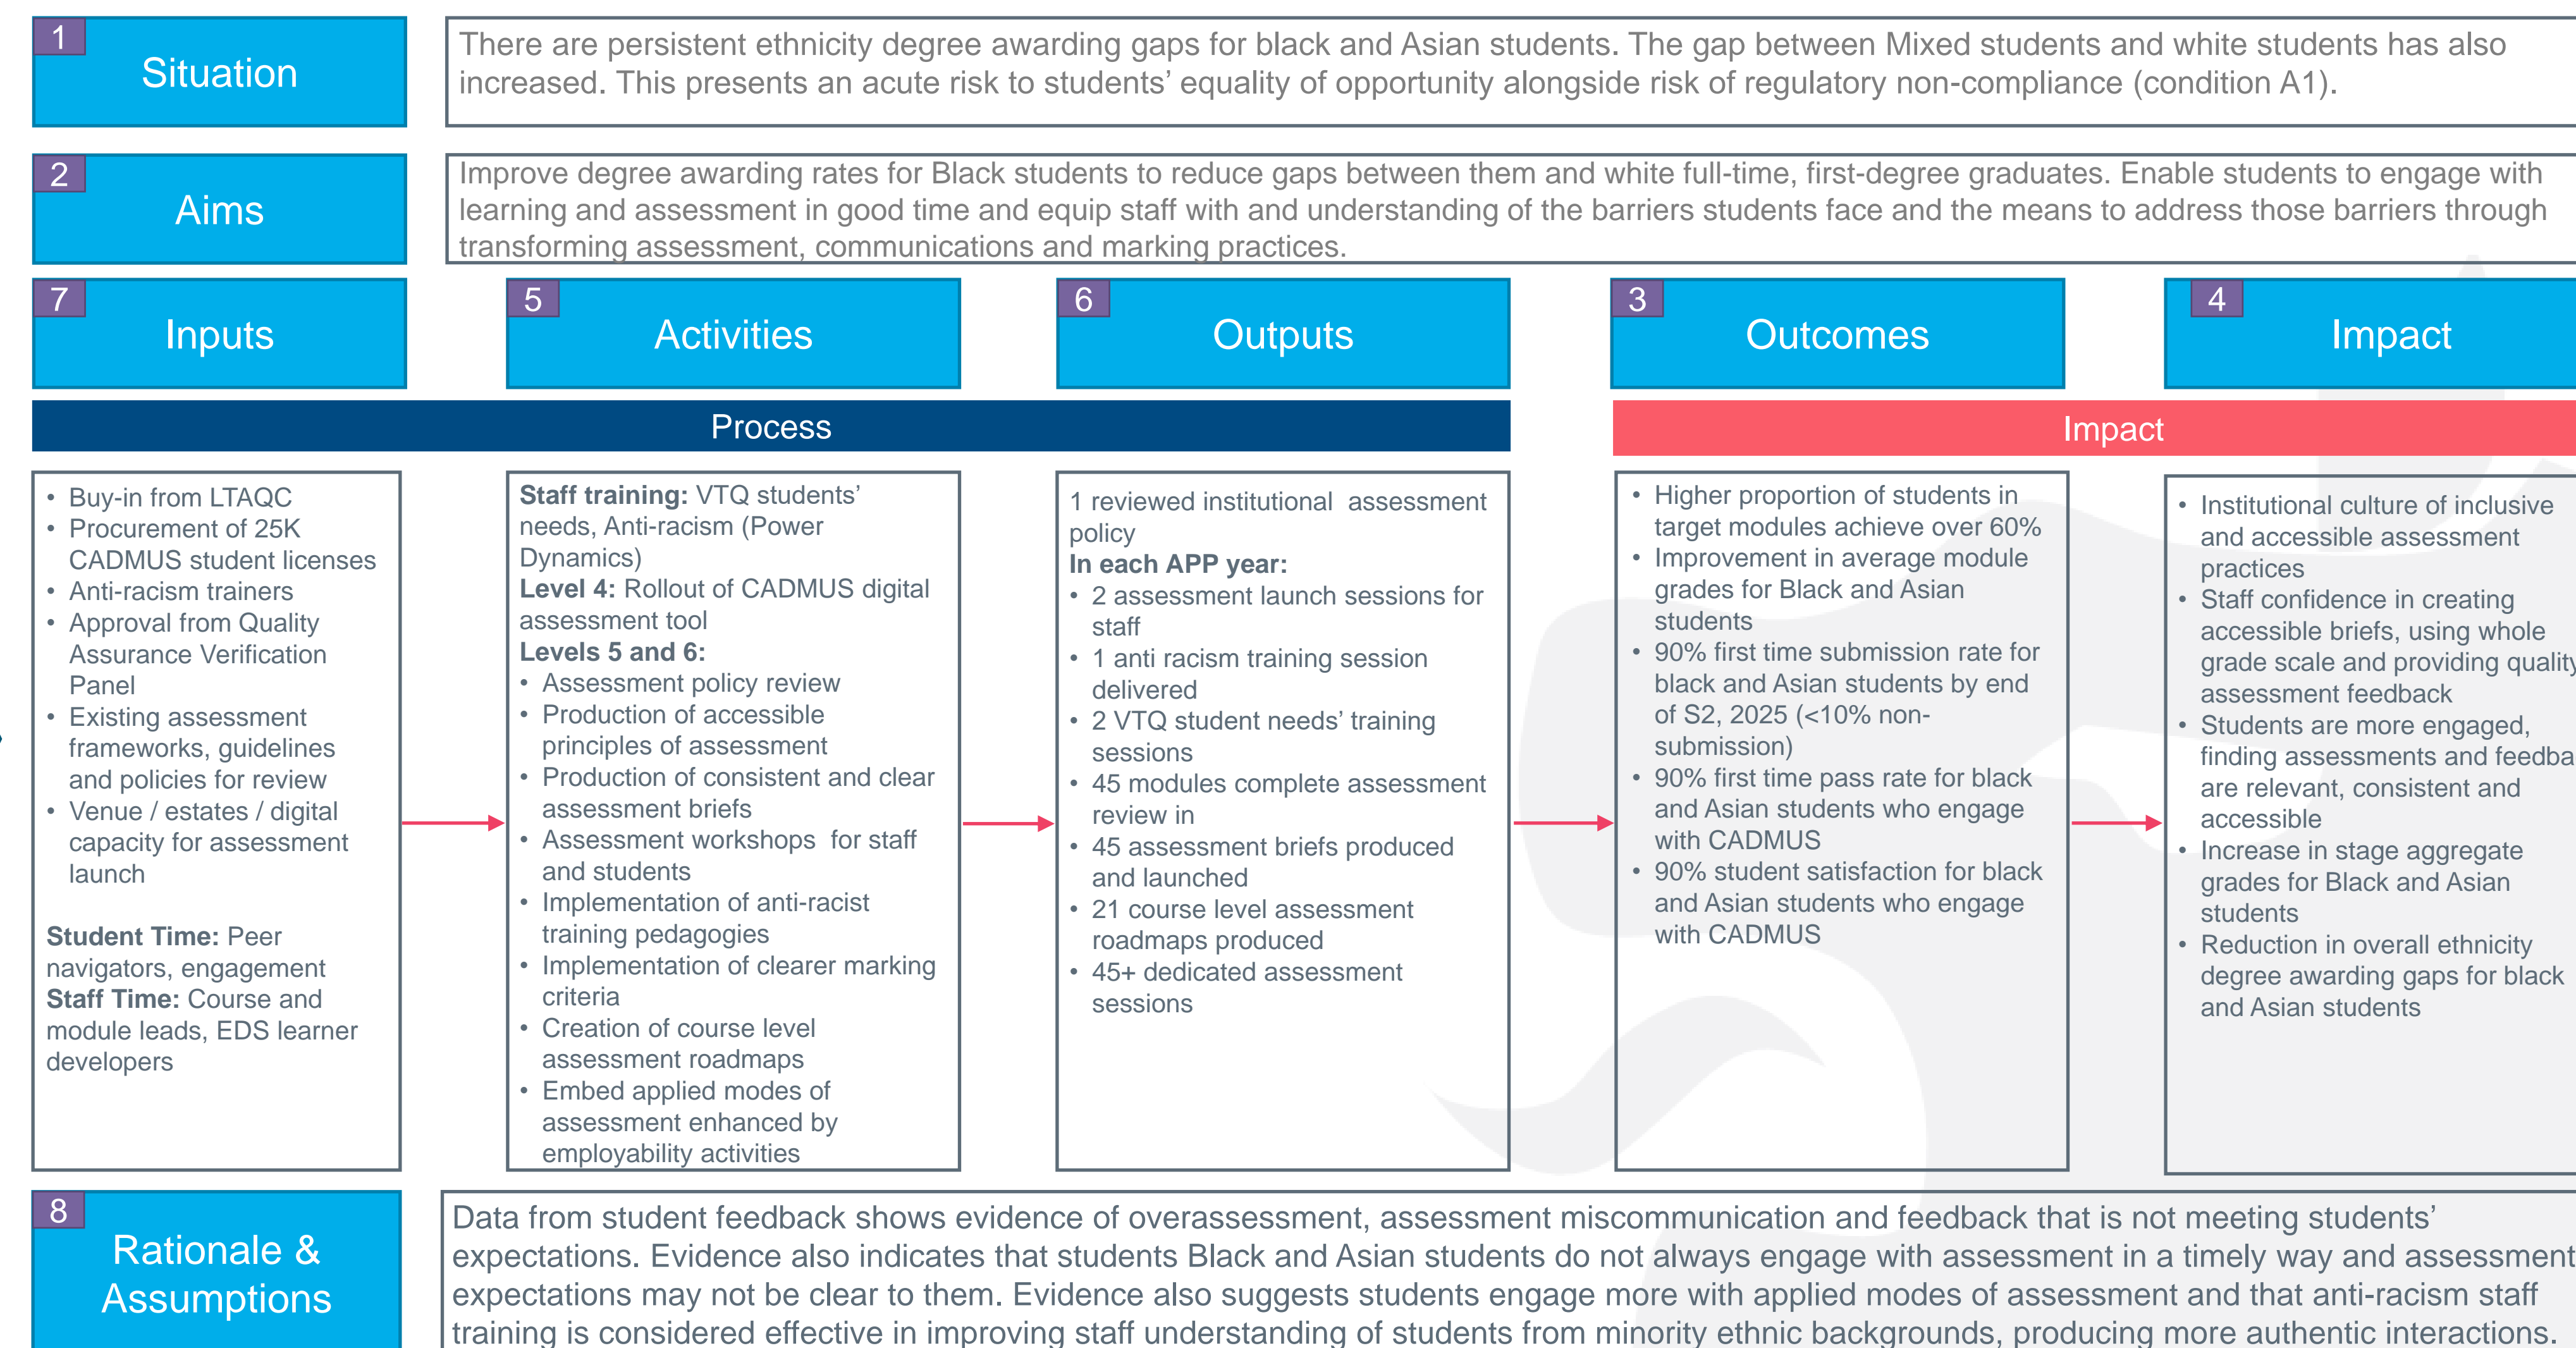 1
Situation
There are persistent ethnicity degree awarding gaps for black and Asian students. The gap between Mixed students and white students has also
increased. This presents an acute risk to students’ equality of opportunity alongside risk of regulatory non-compliance (condition A1).
2
Aims
Improve degree awarding rates for Black students to reduce gaps between them and white full-time, first-degree graduates. Enable students to engage with
learning and assessment in good time and equip staff with and understanding of the barriers students face and the means to address those barriers through
transforming assessment, communications and marking practices.
7
Inputs
5
Activities
6
Outputs
3
Outcomes
4
Impact
Process
Impact
• Buy-in from LTAQC
• Procurement of 25K
CADMUS student licenses
• Anti-racism trainers
• Approval from Quality
Assurance Verification
Panel
• Existing assessment
frameworks, guidelines
and policies for review
• Venue / estates / digital
capacity for assessment
launch
Student Time: Peer
navigators, engagement
Staff Time: Course and
module leads, EDS learner
developers
Staff training: VTQ students’
needs, Anti-racism (Power
Dynamics)
Level 4: Rollout of CADMUS digital
assessment tool
Levels 5 and 6:
• Assessment policy review
• Production of accessible
principles of assessment
• Production of consistent and clear
assessment briefs
• Assessment workshops for staff
and students
• Implementation of anti-racist
training pedagogies
• Implementation of clearer marking
criteria
• Creation of course level
assessment roadmaps
• Embed applied modes of
assessment enhanced by
employability activities
1 reviewed institutional assessment
policy
In each APP year:
• 2 assessment launch sessions for
staff
• 1 anti racism training session
delivered
• 2 VTQ student needs’ training
sessions
• 45 modules complete assessment
review in
• 45 assessment briefs produced
and launched
• 21 course level assessment
roadmaps produced
• 45+ dedicated assessment
sessions
• Higher proportion of students in
target modules achieve over 60%
• Improvement in average module
grades for Black and Asian
students
• 90% first time submission rate for
black and Asian students by end
of S2, 2025 (<10% non-
submission)
• 90% first time pass rate for black
and Asian students who engage
with CADMUS
• 90% student satisfaction for black
and Asian students who engage
with CADMUS
• Institutional culture of inclusive
and accessible assessment
practices
• Staff confidence in creating
accessible briefs, using whole
grade scale and providing quality
assessment feedback
• Students are more engaged,
finding assessments and feedba
are relevant, consistent and
accessible
• Increase in stage aggregate
grades for Black and Asian
students
• Reduction in overall ethnicity
degree awarding gaps for black
and Asian students
8
Rationale &
Assumptions
Data from student feedback shows evidence of overassessment, assessment miscommunication and feedback that is not meeting students’
expectations. Evidence also indicates that students Black and Asian students do not always engage with assessment in a timely way and assessment
expectations may not be clear to them. Evidence also suggests students engage more with applied modes of assessment and that anti-racism staff
training is considered effective in improving staff understanding of students from minority ethnic backgrounds, producing more authentic interactions.